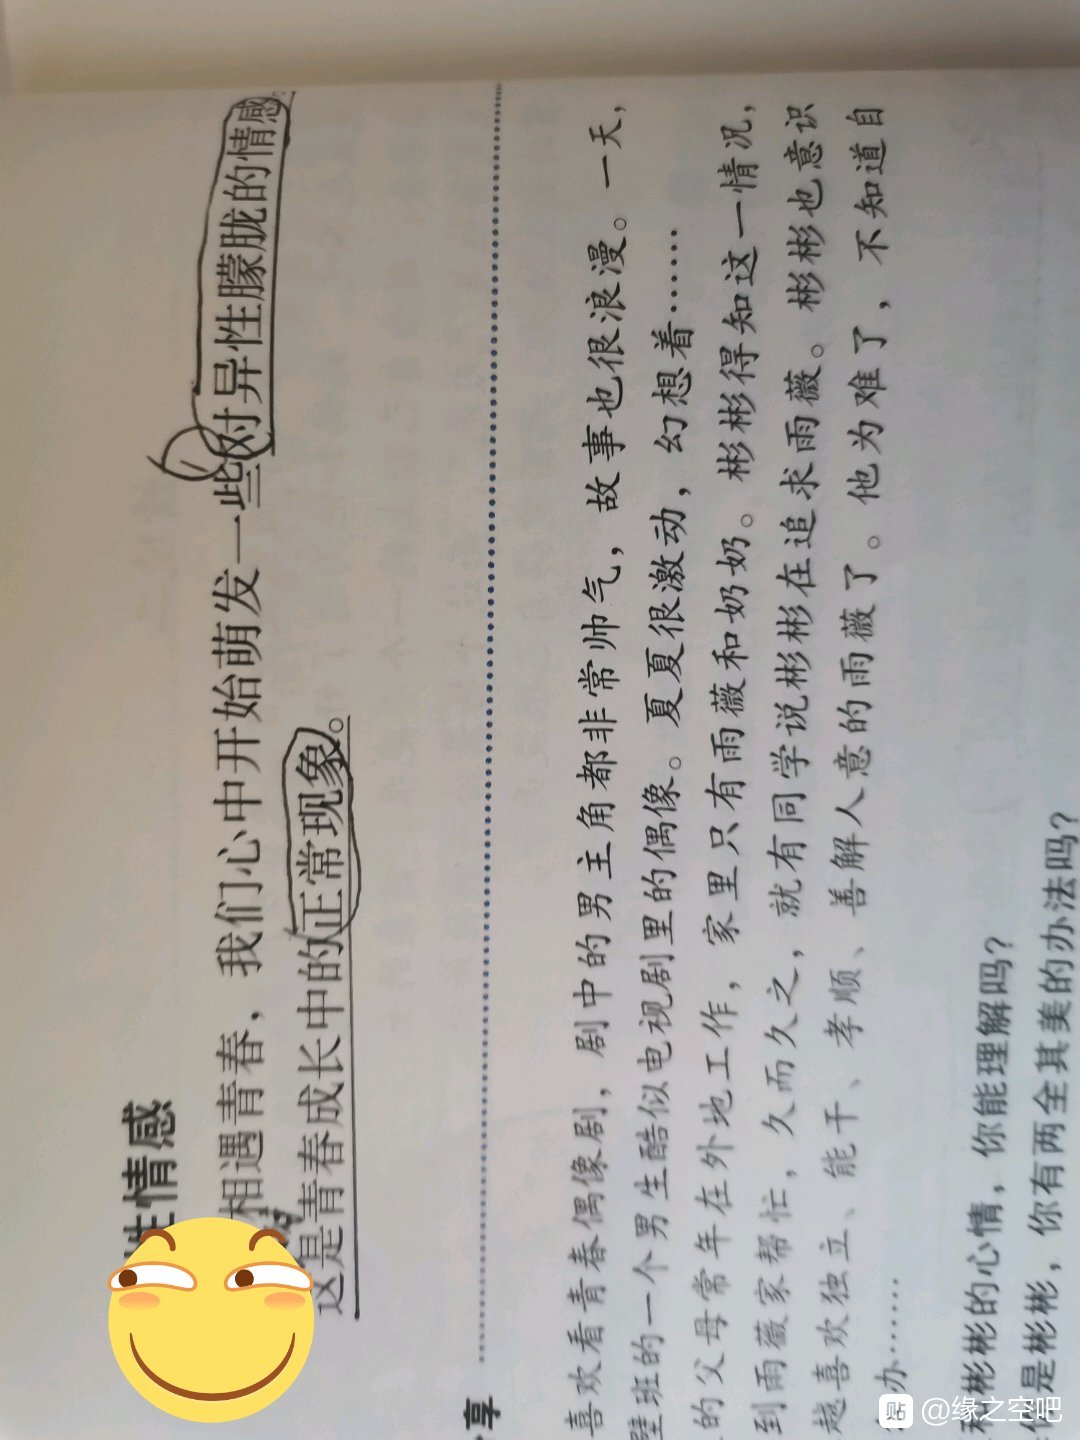 性情感
相遇青春，我们心中开始萌发一些对异性朦胧的情感，
这是青春成长中的正常现象。
享
喜欢看青春偶像剧，剧中的男主角都非常帅气，故事也很浪漫。一天，
壁班的一个男生酷似电视剧里的偶像。夏夏很激动，幻想着……
的父母常年在外地工作，家里只有雨薇和奶奶。彬彬得知这一情况，
到雨薇家帮忙，久而久之，就有同学说彬彬在追求雨薇。彬彬也意识
越喜欢独立、能干、孝顺、善解人意的雨薇了。他为难了，不知道自
办……
和彬彬的心情，你能理解吗？
你是彬彬，你有两全其美的办法吗？
贴 @缘之空吧